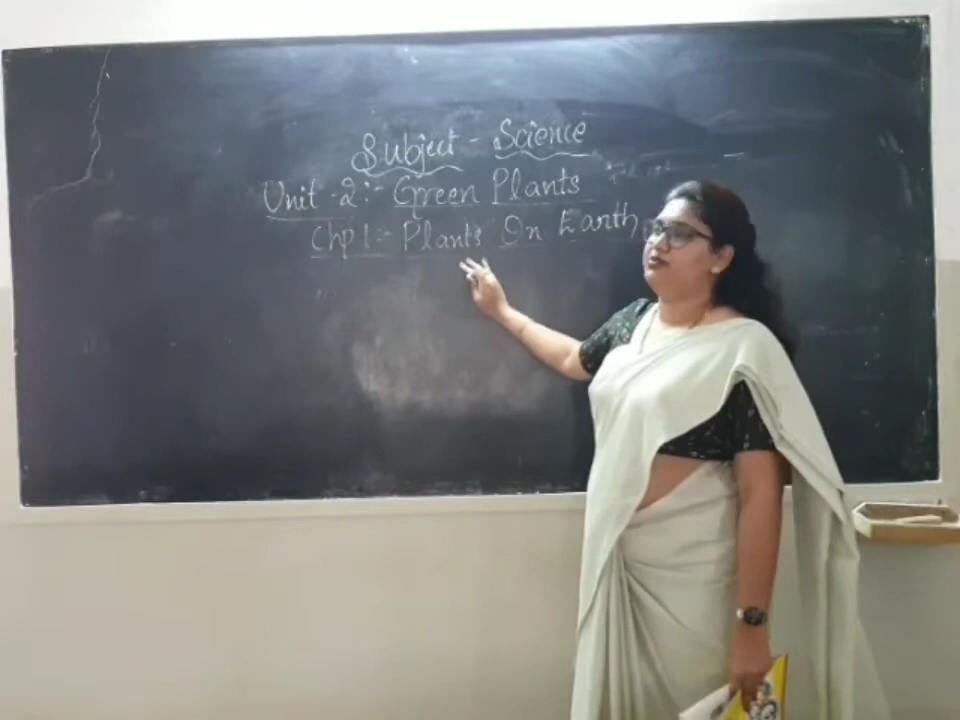 Subject - Science
Unit - 2 :- Green Plants
Chp 1 :- Plants On Earth